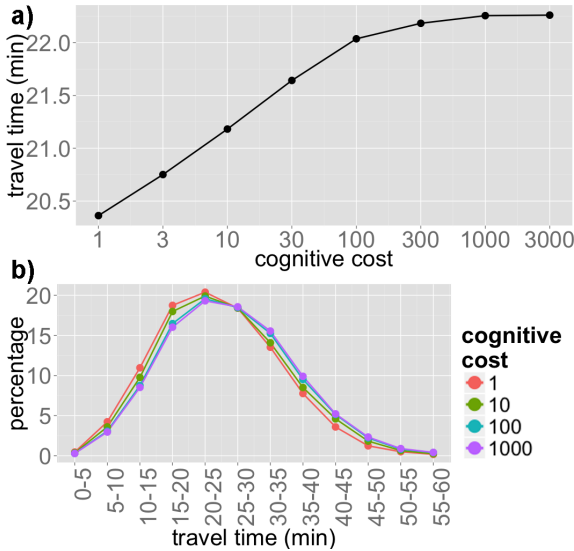 a)
travel time (min)
22.0
21.5
21.0
20.5
1 3 10 30 100 300 1000 3000
cognitive cost
b)
percentage
20
15
10
5
0
0-5 5-10 10-15 15-20 20-25 25-30 30-35 35-40 40-45 45-50 50-55 55-60
travel time (min)
cognitive
cost
1
10
100
1000